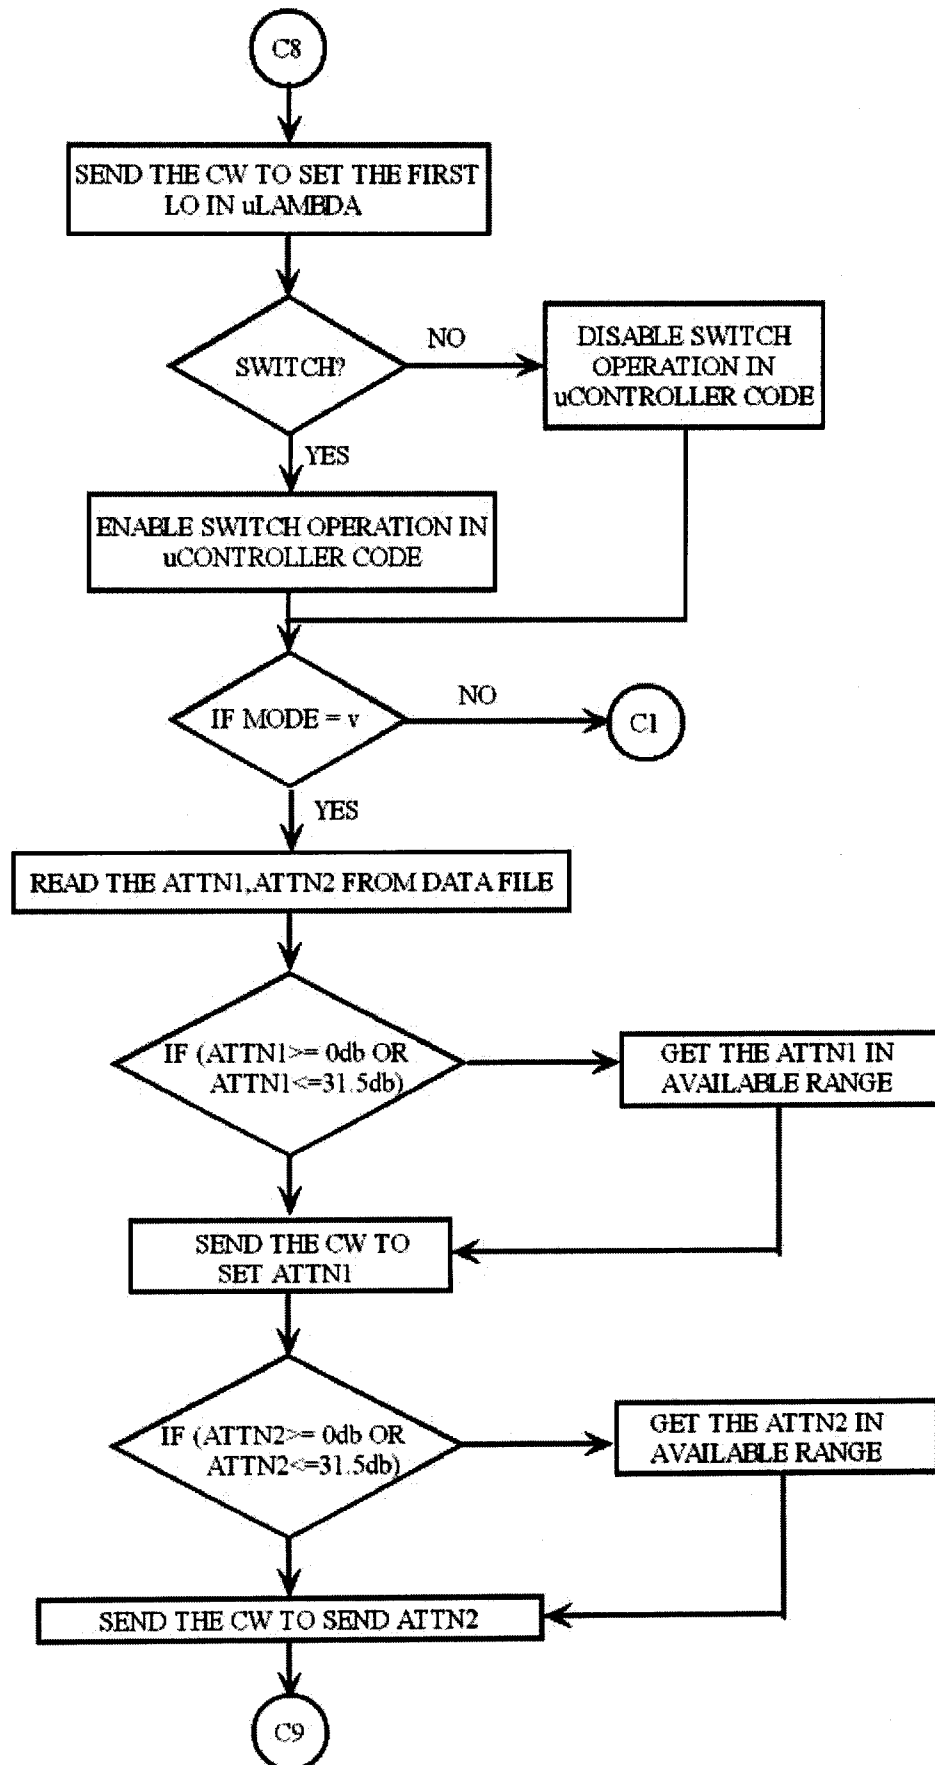 C8
SEND THE CW TO SET THE FIRST
LO IN uLAMBDA
SWITCH?
NO
DISABLE SWITCH
OPERATION IN
uCONTROLLER CODE
YES
ENABLE SWITCH OPERATION IN
uCONTROLLER CODE
IF MODE = v
NO
C1
YES
READ THE ATTN1,ATTN2 FROM DATA FILE
IF (ATTN1>= 0db OR
ATTN1<=31.5db)
GET THE ATTN1 IN
AVAILABLE RANGE
SEND THE CW TO
SET ATTN1
IF (ATTN2>= 0db OR
ATTN2<=31.5db)
GET THE ATTN2 IN
AVAILABLE RANGE
SEND THE CW TO SEND ATTN2
C9